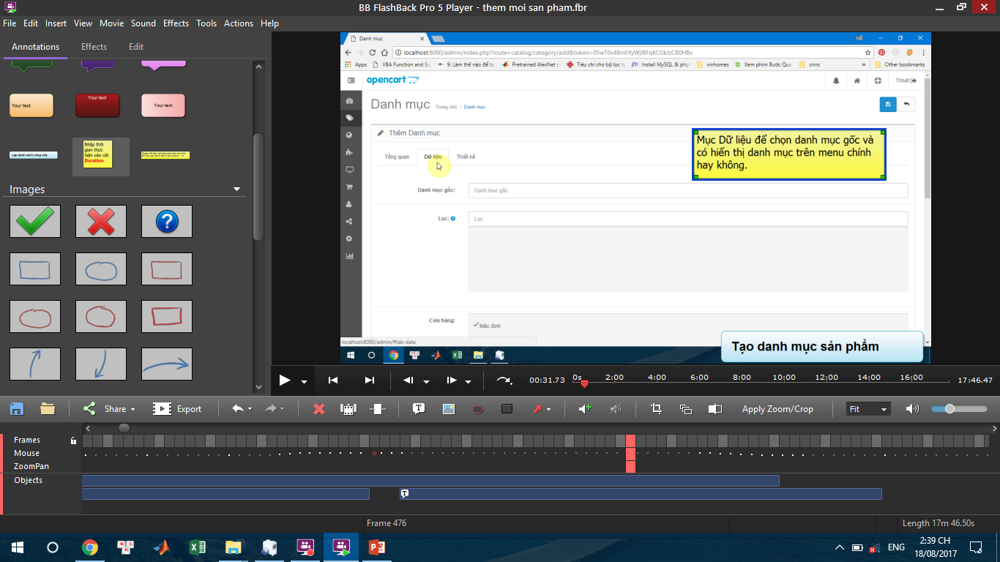 BB FlashBack Pro 5 Player - them moi san pham.fbr
File Edit Insert View Movie Sound Effects Tools Actions Help
Annotations Effects Edit
Your text
Your text
Your text
Lập danh sách công việc
Nhập thời
gian thực
hiện vào cột
Duration
Images
Danh mục
localhost:8080/admin/index.php?route=catalog/category/add&token=
Apps VBA Function and Su 9. Làm thế nào để tự Pretrained AlexNet c Tiêu chí cho bộ lọc tu Install MySQL & php vinhomes Xem phim Bước Qua cnns » Other bookmarks
opencart
Thoát
Danh mục Trang chủ / Danh mục
Thêm Danh mục
Tổng quan Dữ liệu Thiết kế
Mục Dữ liệu để chọn danh mục gốc và
có hiển thị danh mục trên menu chính
hay không.
Danh mục gốc: Danh mục gốc:
Lọc: Lọc:
Cửa hàng: Mặc định
localhost:8080/admin/#tab-data
Tạo danh mục sản phẩm
00:31.73 0s 2:00 4:00 6:00 8:00 10:00 12:00 14:00 16:00 17:46.47
Share Export Apply Zoom/Crop Fit
Frames
Mouse
ZoomPan
Objects
Frame 476 Length 17m 46.50s
ENG 2:39 CH
18/08/2017